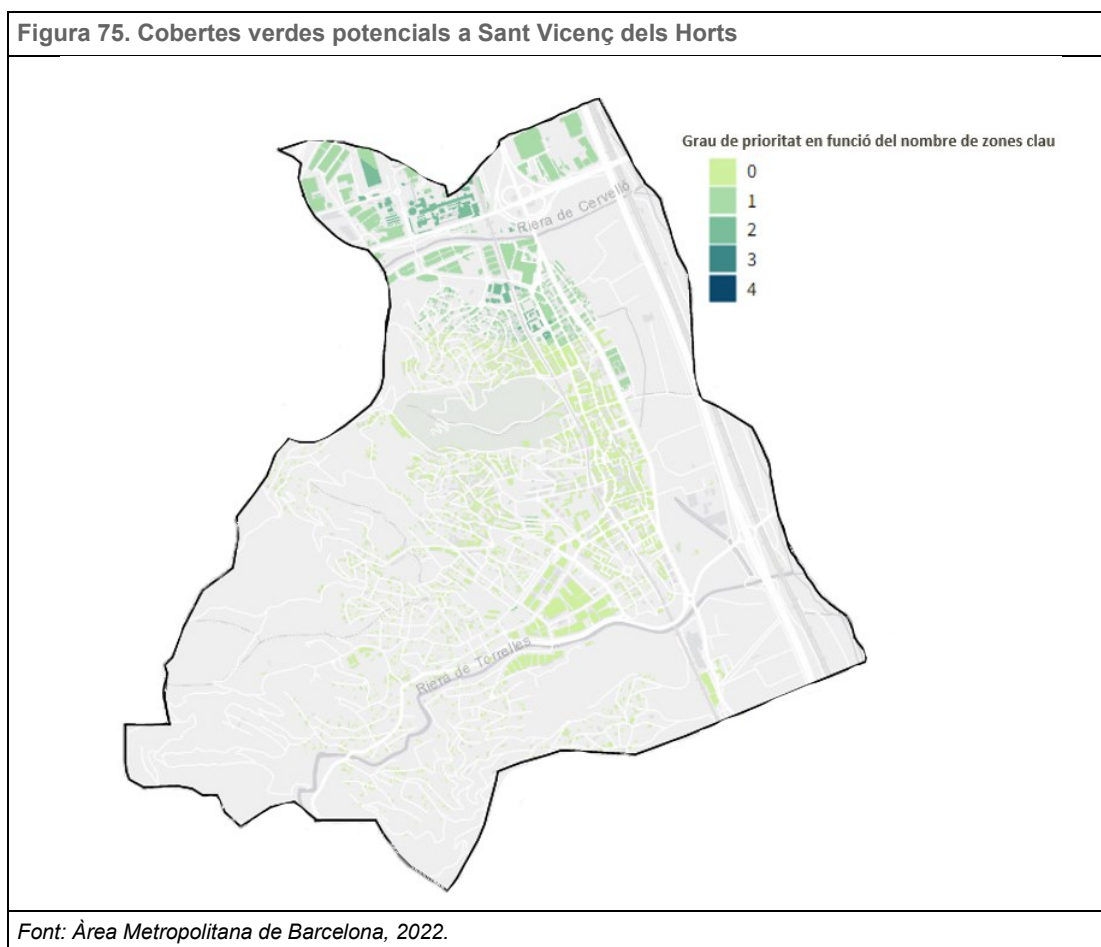 Figura 75. Cobertes verdes potencials a Sant Vicenç dels Horts
Grau de prioritat en funció del nombre de zones clau
0
1
2
3
4
Riera de Cervelló
Riera de Torrelles
Font: Àrea Metropolitana de Barcelona, 2022.